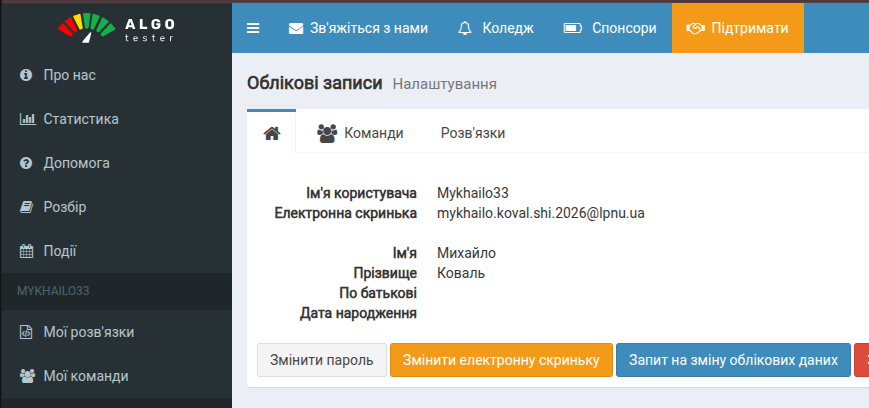 ALGO
tester
Зв'яжіться з нами
Коледж
Спонсори
Підтримати
Про нас
Статистика
Допомога
Розбір
Події
MYKHAILO33
Мої розв'язки
Мої команди
Облікові записи Налаштування
Команди
Розв'язки
Ім'я користувача Mykhailo33
Електронна скринька mykhailo.koval.shi.2026@lpnu.ua
Ім'я Михайло
Прізвище Коваль
По батькові
Дата народження
Змінити пароль
Змінити електронну скриньку
Запит на зміну облікових даних